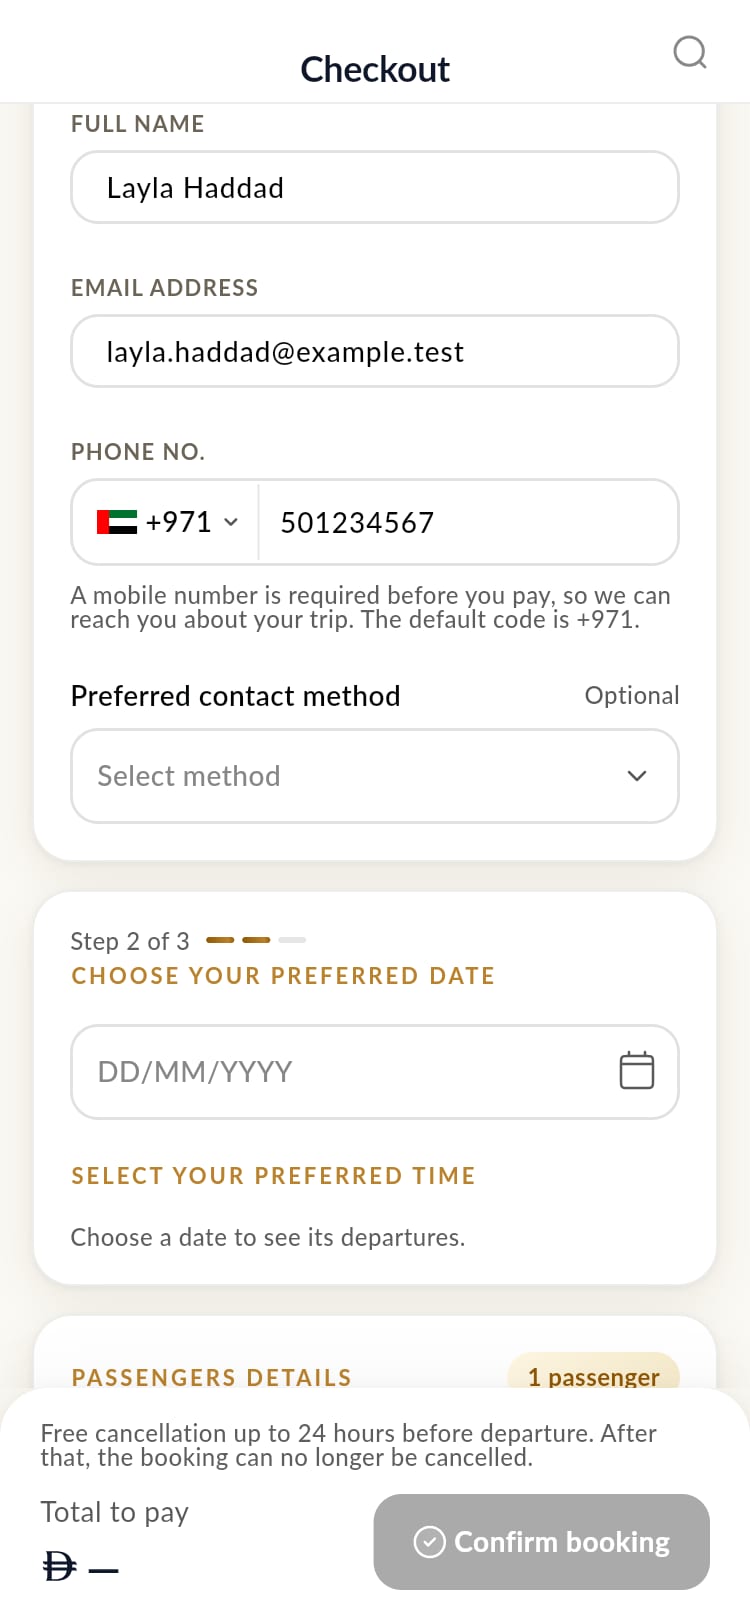 Checkout
FULL NAME
Layla Haddad
EMAIL ADDRESS
layla.haddad@example.test
PHONE NO.
+971 501234567
A mobile number is required before you pay, so we can
reach you about your trip. The default code is +971.
Preferred contact method Optional
Select method
Step 2 of 3
CHOOSE YOUR PREFERRED DATE
DD/MM/YYYY
SELECT YOUR PREFERRED TIME
Choose a date to see its departures.
PASSENGERS DETAILS 1 passenger
Free cancellation up to 24 hours before departure. After
that, the booking can no longer be cancelled.
Total to pay
–
Confirm booking